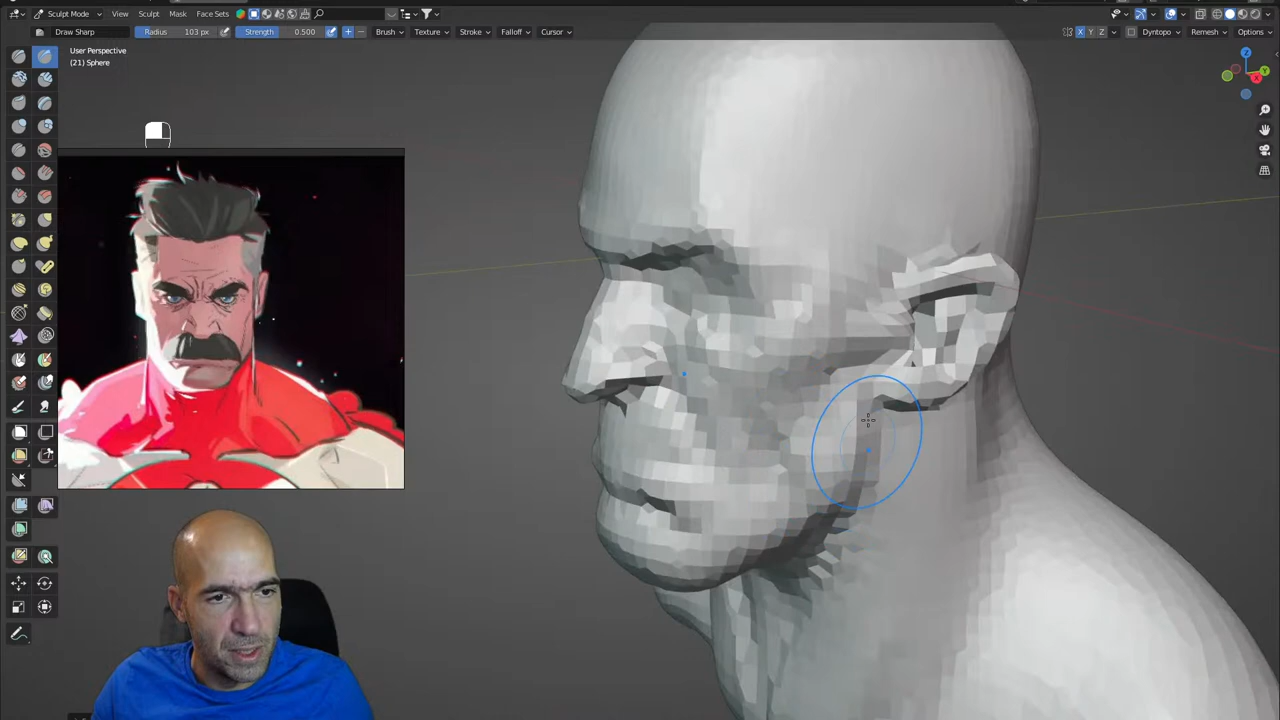 Sculpt Mode View Sculpt Mask Face Sets
Draw Sharp Radius 103 px Strength 0.500 Brush Texture Stroke Falloff Cursor X Y Z Dyntopo Remesh Options
User Perspective
(21) Sphere
Z
Y
X